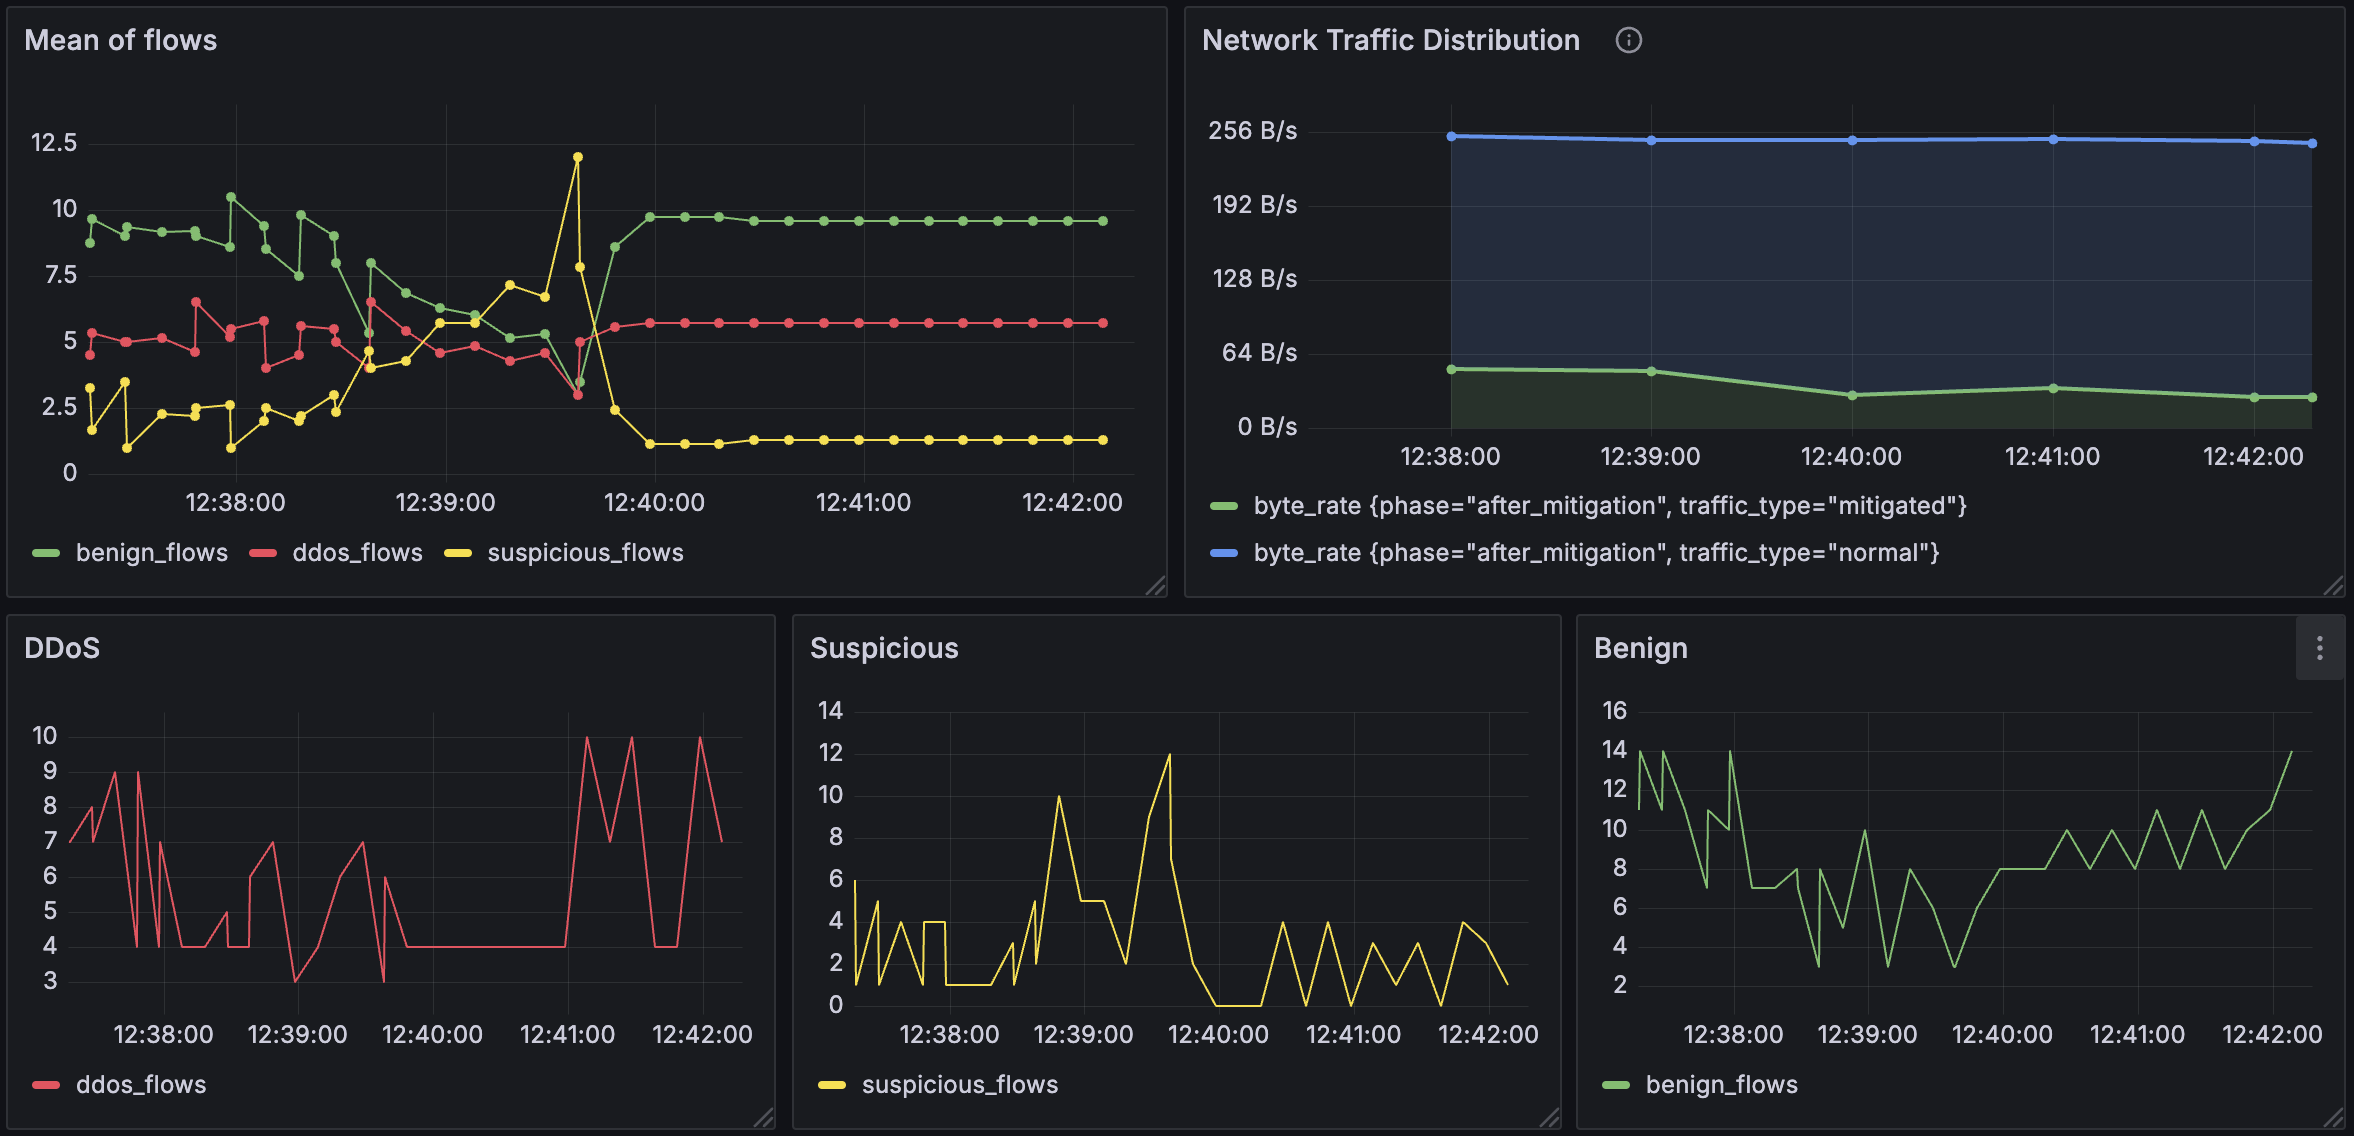 Mean of flows
12.5
10
7.5
5
2.5
0
12:38:00 12:39:00 12:40:00 12:41:00 12:42:00
benign_flows ddos_flows suspicious_flows
Network Traffic Distribution
256 B/s
192 B/s
128 B/s
64 B/s
0 B/s
12:38:00 12:39:00 12:40:00 12:41:00 12:42:00
byte_rate {phase="after_mitigation", traffic_type="mitigated"}
byte_rate {phase="after_mitigation", traffic_type="normal"}
DDoS
10
9
8
7
6
5
4
3
12:38:00 12:39:00 12:40:00 12:41:00 12:42:00
ddos_flows
Suspicious
14
12
10
8
6
4
2
0
12:38:00 12:39:00 12:40:00 12:41:00 12:42:00
suspicious_flows
Benign
16
14
12
10
8
6
4
2
12:38:00 12:39:00 12:40:00 12:41:00 12:42:00
benign_flows